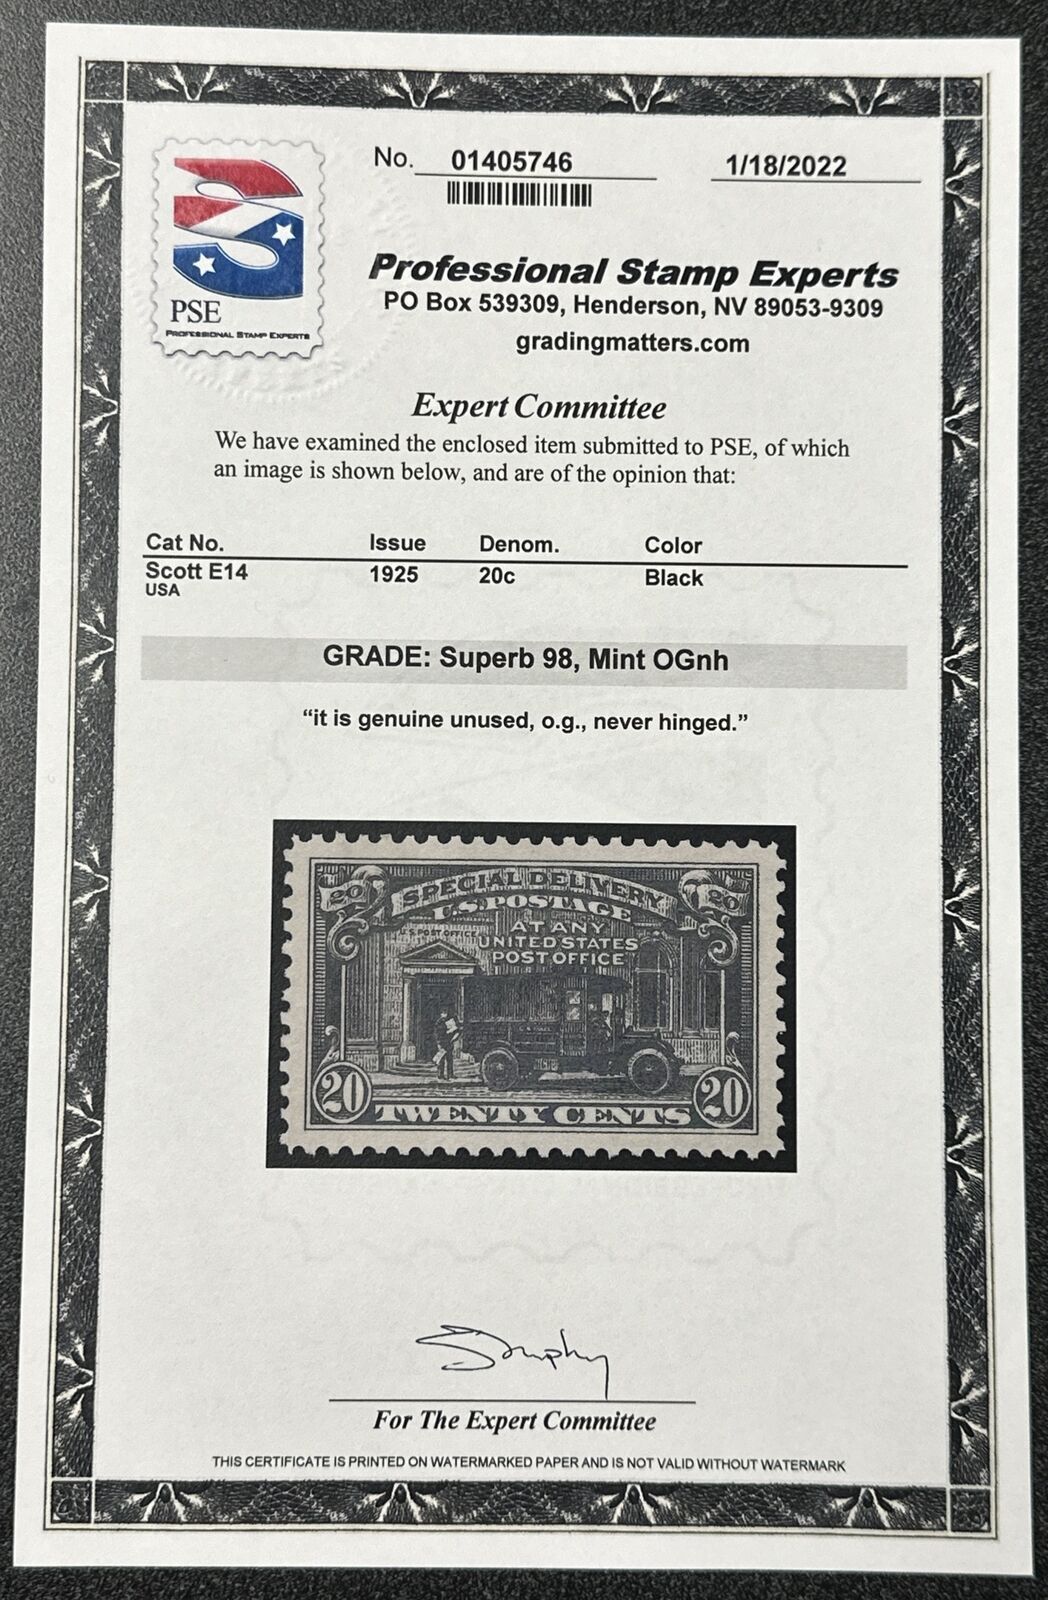 No. 01405746 1/18/2022
PSE
PROFESSIONAL STAMP EXPERTS
Professional Stamp Experts
PO Box 539309, Henderson, NV 89053-9309
gradingmatters.com
Expert Committee
We have examined the enclosed item submitted to PSE, of which
an image is shown below, and are of the opinion that:
Cat No. Issue Denom. Color
Scott E14 1925 20c Black
USA
GRADE: Superb 98, Mint OGnh
“it is genuine unused, o.g., never hinged.”
20 SPECIAL DELIVERY 20
U.S. POSTAGE
AT ANY
U.S. POST OFFICE
UNITED STATES
POST OFFICE
20 TWENTY CENTS 20
For The Expert Committee
THIS CERTIFICATE IS PRINTED ON WATERMARKED PAPER AND IS NOT VALID WITHOUT WATERMARK